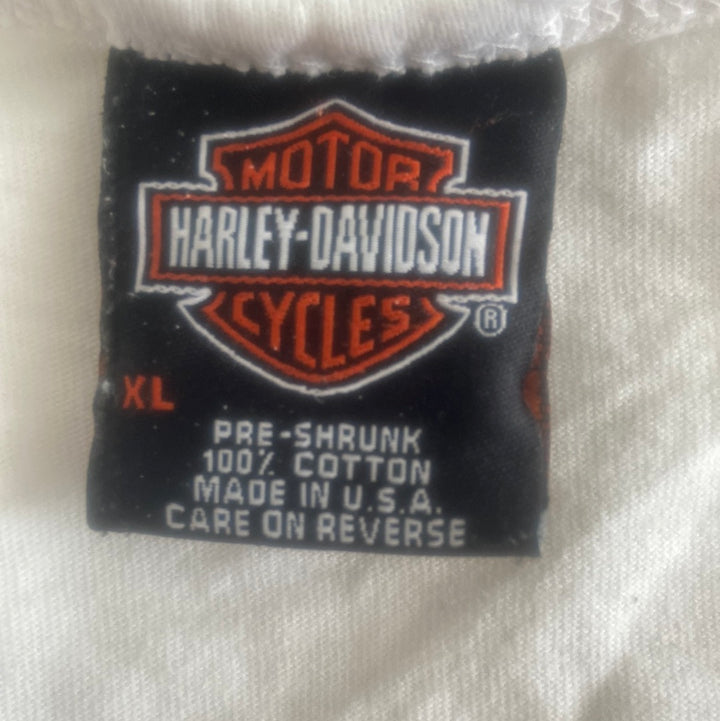 MOTOR
HARLEY-DAVIDSON
CYCLES
®
XL
PRE-SHRUNK
100% COTTON
MADE IN U.S.A.
CARE ON REVERSE